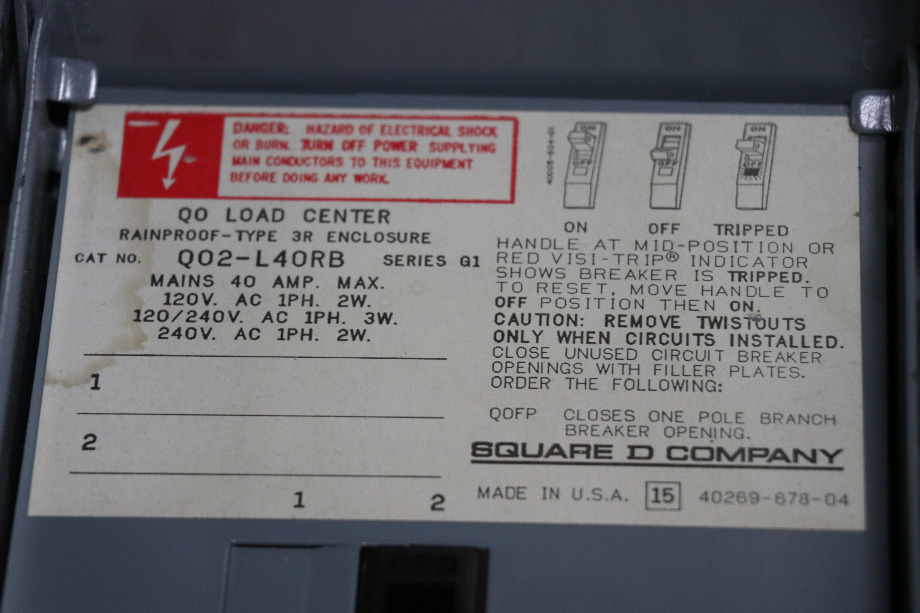 DANGER: HAZARD OF ELECTRICAL SHOCK
OR BURN. TURN OFF POWER SUPPLYING
MAIN CONDUCTORS TO THIS EQUIPMENT
BEFORE DOING ANY WORK.
QO LOAD CENTER
RAINPROOF-TYPE 3R ENCLOSURE
CAT NO. QO2-L40RB SERIES G1
MAINS 40 AMP. MAX.
120V. AC 1PH. 2W.
120/240V. AC 1PH. 3W.
240V. AC 1PH. 2W.
1
2
1 2
ON OFF TRIPPED
HANDLE AT MID-POSITION OR
RED VISI-TRIP® INDICATOR
SHOWS BREAKER IS TRIPPED.
TO RESET, MOVE HANDLE TO
OFF POSITION THEN ON.
CAUTION: REMOVE TWISTOUTS
ONLY WHEN CIRCUITS INSTALLED.
CLOSE UNUSED CIRCUIT BREAKER
OPENINGS WITH FILLER PLATES.
ORDER THE FOLLOWING:
QOFP CLOSES ONE POLE BRANCH
BREAKER OPENING.
SQUARE D COMPANY
MADE IN U.S.A. 15 40269-678-04